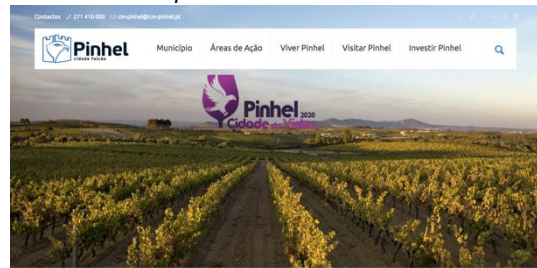 Contactos 271 410 000 cm-pinhel@cm-pinhel.pt
Pinhel
cidade falcão
Município Áreas de Ação Viver Pinhel Visitar Pinhel Investir Pinhel
Pinhel 2020
Cidade do Vinho